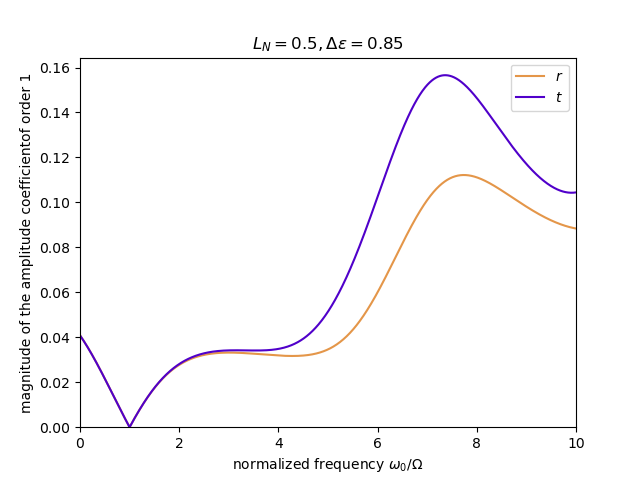 L_N = 0.5, Δε = 0.85
r
t
magnitude of the amplitude coefficientof order 1
0.16
0.14
0.12
0.10
0.08
0.06
0.04
0.02
0.00
0 2 4 6 8 10
normalized frequency ω₀/Ω